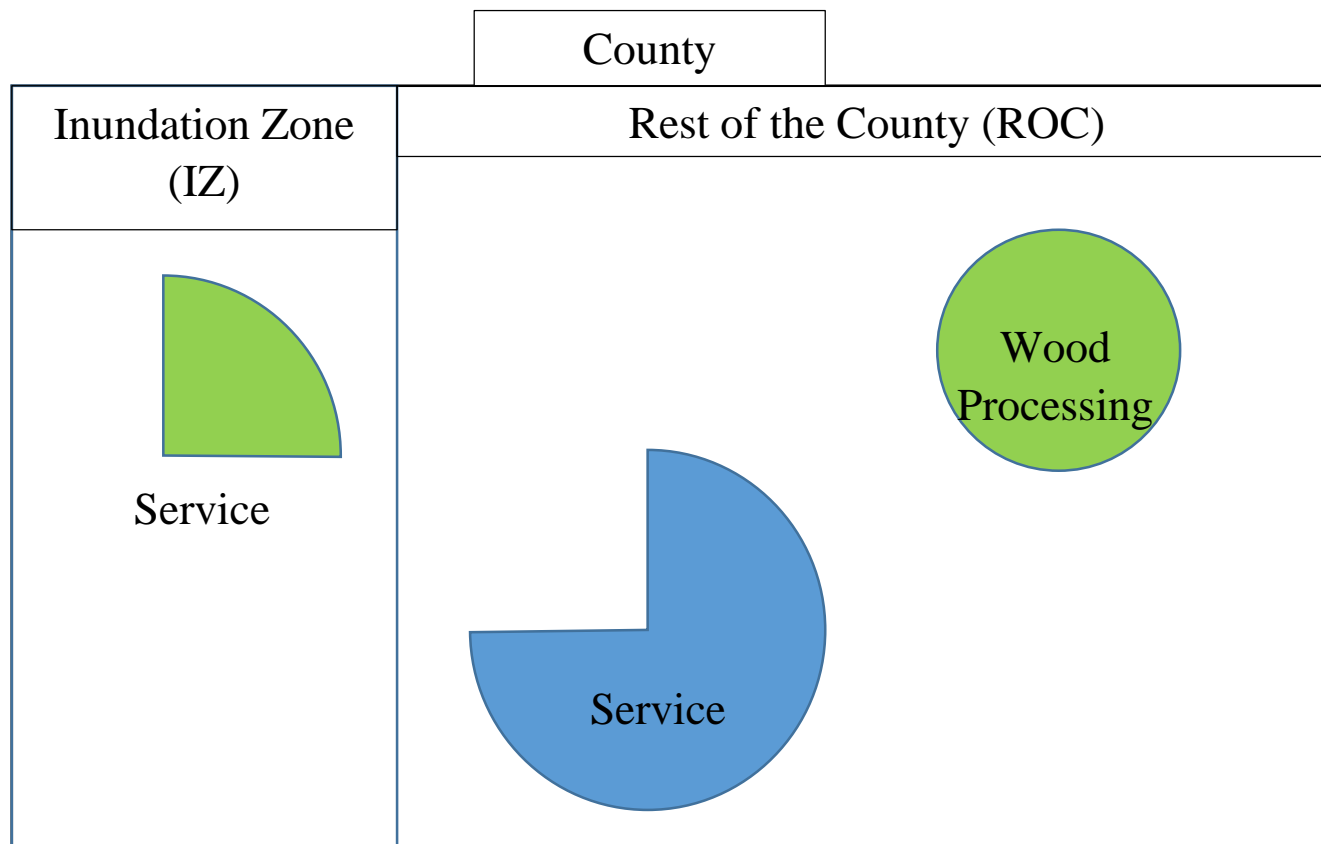 County
Inundation Zone
(IZ)
Rest of the County (ROC)
Service
Wood
Processing
Service